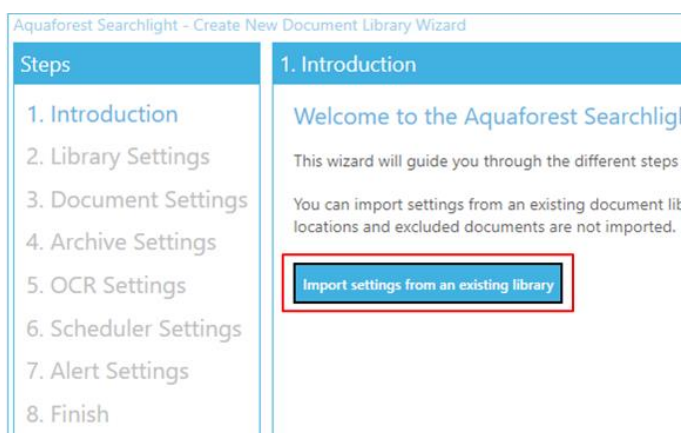 Aquaforest Searchlight - Create New Document Library Wizard
Steps
1. Introduction
2. Library Settings
3. Document Settings
4. Archive Settings
5. OCR Settings
6. Scheduler Settings
7. Alert Settings
8. Finish
1. Introduction
Welcome to the Aquaforest Searchligh
This wizard will guide you through the different steps
You can import settings from an existing document lib
locations and excluded documents are not imported.
Import settings from an existing library